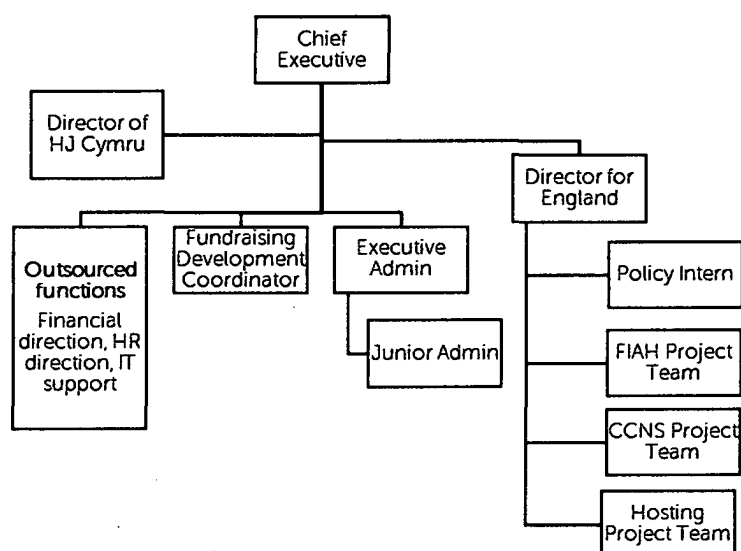 Chief
Executive
Director of
HJ Cymru
Director for
England
Outsourced
functions
Financial
direction, HR
direction, IT
support
Fundraising
Development
Coordinator
Executive
Admin
Junior Admin
Policy Intern
FIAH Project
Team
CCNS Project
Team
Hosting
Project Team